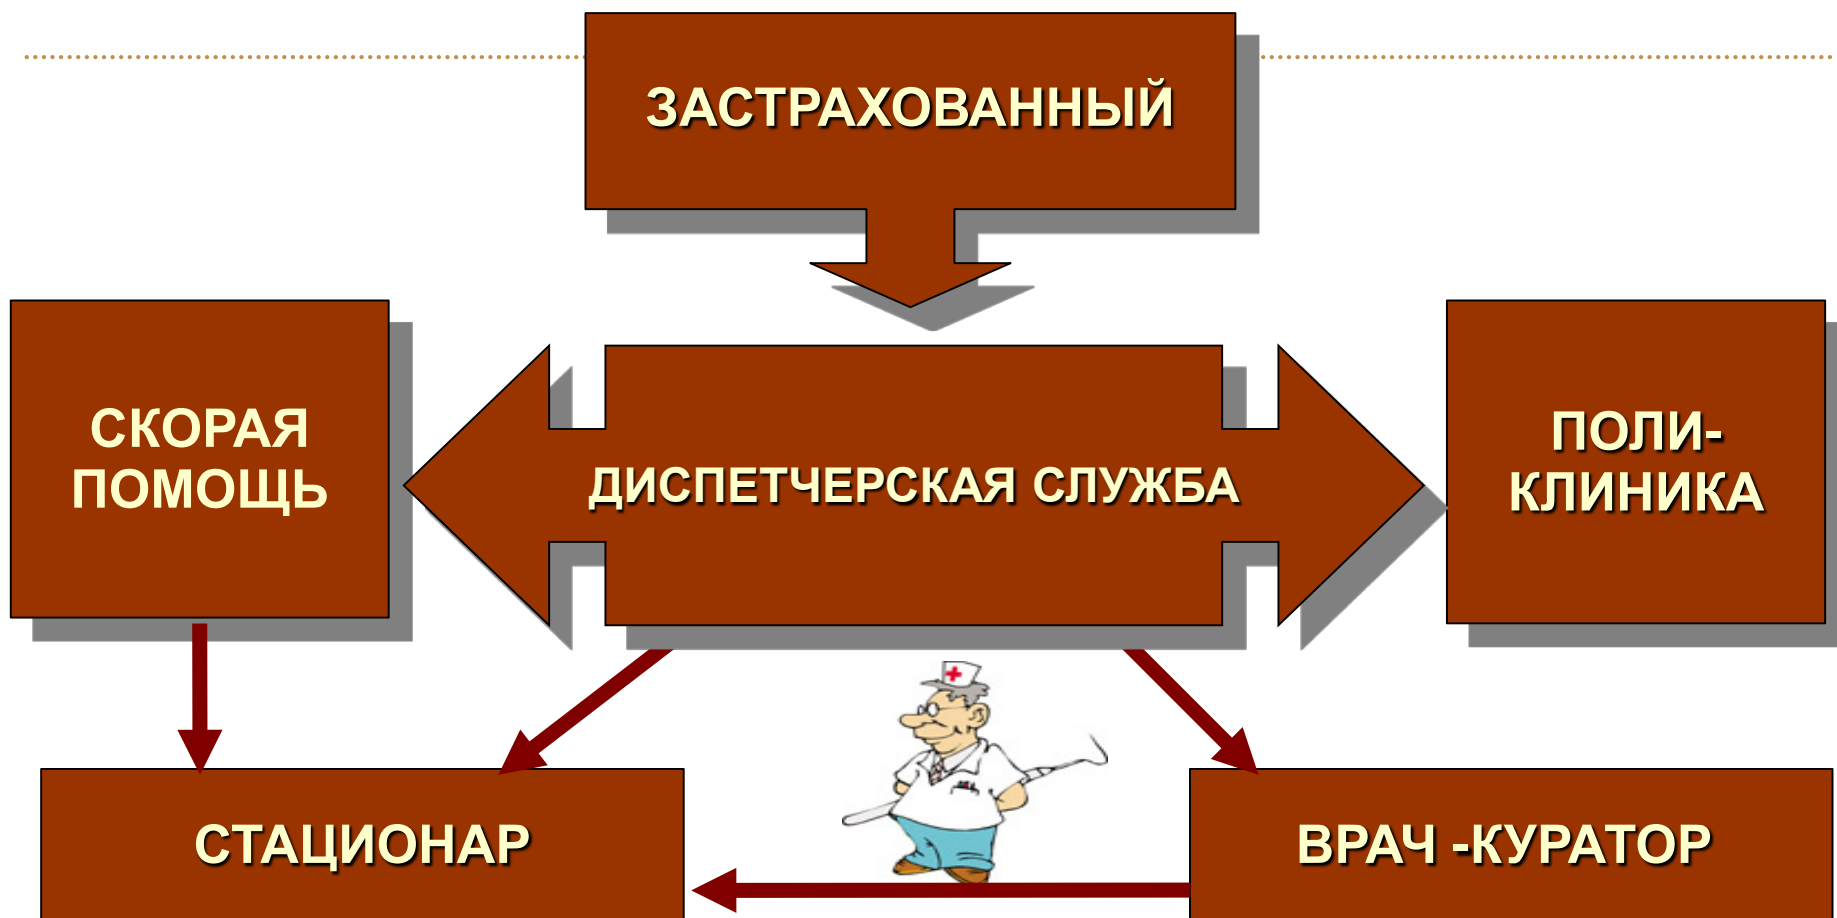 ЗАСТРАХОВАННЫЙ
СКОРАЯ
ПОМОЩЬ
ДИСПЕТЧЕРСКАЯ СЛУЖБА
ПОЛИ-
КЛИНИКА
СТАЦИОНАР
ВРАЧ -КУРАТОР